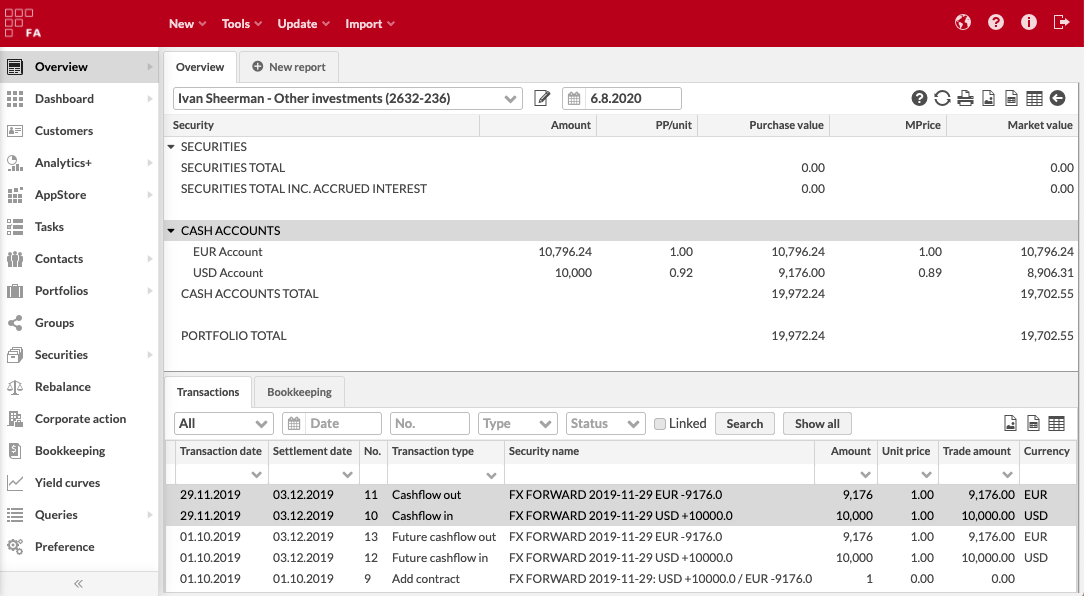 FA New Tools Update Import
Overview
Dashboard
Customers
Analytics+
AppStore
Tasks
Contacts
Portfolios
Groups
Securities
Rebalance
Corporate action
Bookkeeping
Yield curves
Queries
Preference
Overview New report
Ivan Sheerman - Other investments (2632-236) 6.8.2020
Security Amount PP/unit Purchase value MPrice Market value
SECURITIES
SECURITIES TOTAL 0.00 0.00
SECURITIES TOTAL INC. ACCRUED INTEREST 0.00 0.00
CASH ACCOUNTS
EUR Account 10,796.24 1.00 10,796.24 1.00 10,796.24
USD Account 10,000 0.92 9,176.00 0.89 8,906.31
CASH ACCOUNTS TOTAL 19,972.24 19,702.55
PORTFOLIO TOTAL 19,972.24 19,702.55
Transactions Bookkeeping
All Date No. Type Status Linked Search Show all
Transaction date Settlement date No. Transaction type Security name Amount Unit price Trade amount Currency
29.11.2019 03.12.2019 11 Cashflow out FX FORWARD 2019-11-29 EUR -9176.0 9,176 1.00 9,176.00 EUR
29.11.2019 03.12.2019 10 Cashflow in FX FORWARD 2019-11-29 USD +10000.0 10,000 1.00 10,000.00 USD
01.10.2019 03.12.2019 13 Future cashflow out FX FORWARD 2019-11-29 EUR -9176.0 9,176 1.00 9,176.00 EUR
01.10.2019 03.12.2019 12 Future cashflow in FX FORWARD 2019-11-29 USD +10000.0 10,000 1.00 10,000.00 USD
01.10.2019 01.10.2019 9 Add contract FX FORWARD 2019-11-29: USD +10000.0 / EUR -9176.0 1 0.00 0.00